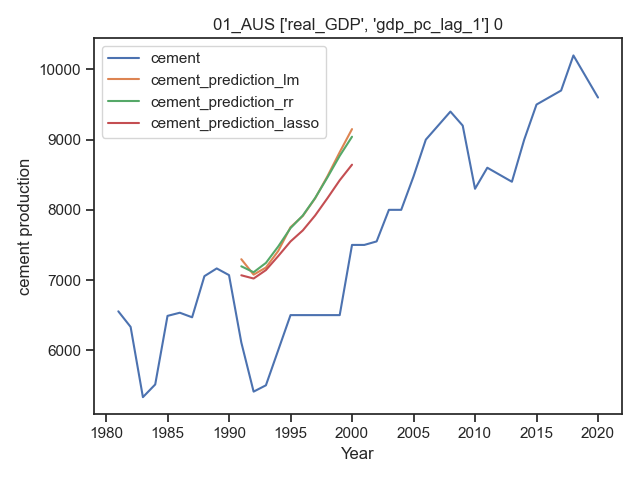 01_AUS ['real_GDP', 'gdp_pc_lag_1'] 0
cement
cement_prediction_lm
cement_prediction_rr
cement_prediction_lasso
10000
9000
8000
7000
6000
cement production
1980
1985
1990
1995
2000
2005
2010
2015
2020
Year